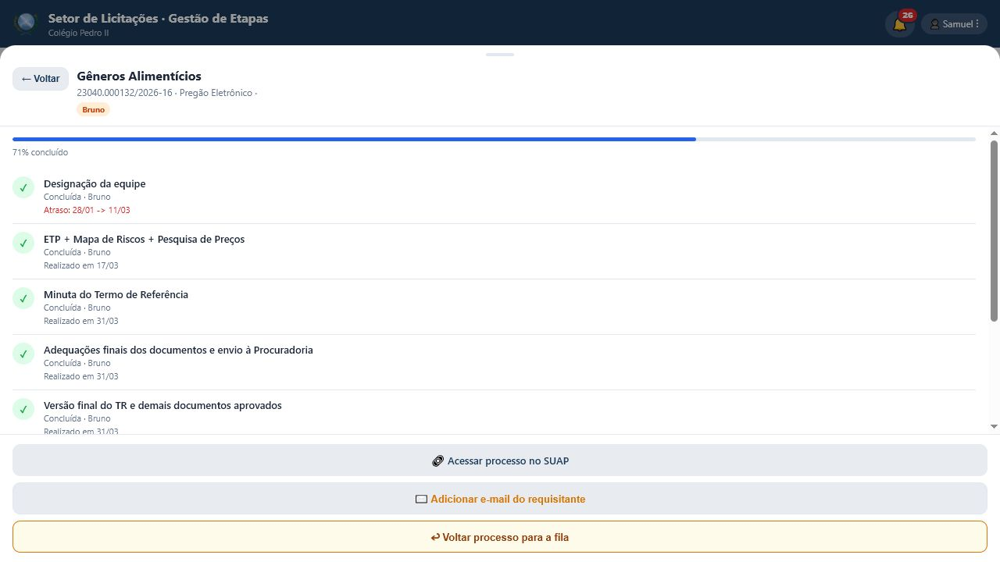 Setor de Licitações · Gestão de Etapas
Colégio Pedro II
26
Samuel ⋮
← Voltar
Gêneros Alimentícios
23040.000132/2026-16 · Pregão Eletrônico ·
Bruno
71% concluído
✓
Designação da equipe
Concluída · Bruno
Atraso: 28/01 -> 11/03
✓
ETP + Mapa de Riscos + Pesquisa de Preços
Concluída · Bruno
Realizado em 17/03
✓
Minuta do Termo de Referência
Concluída · Bruno
Realizado em 31/03
✓
Adequações finais dos documentos e envio à Procuradoria
Concluída · Bruno
Realizado em 31/03
✓
Versão final do TR e demais documentos aprovados
Concluída · Bruno
Realizado em 31/03
Acessar processo no SUAP
Adicionar e-mail do requisitante
↩ Voltar processo para a fila